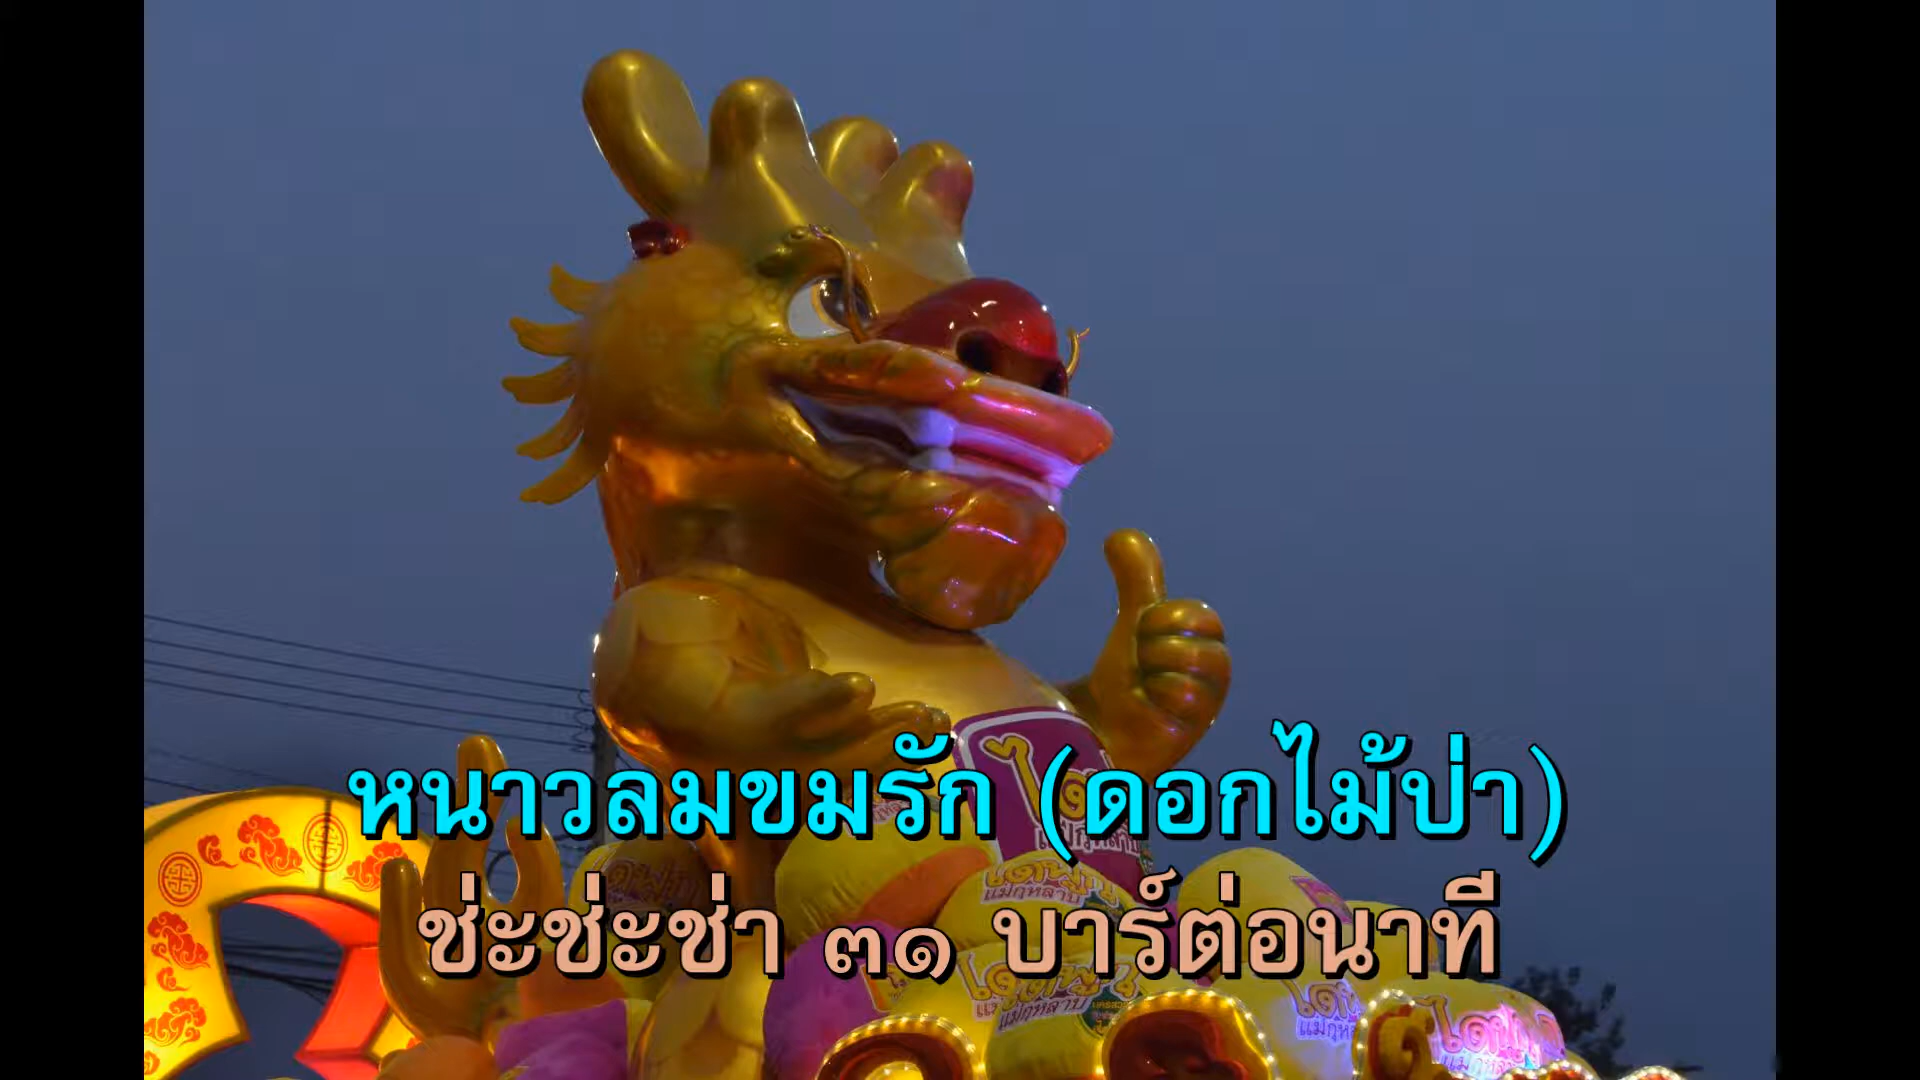 หนาวลมขมรัก (ดอกไม้ป่า)
ช่ะช่ะช่า ๓๑ บาร์ต่อนาที